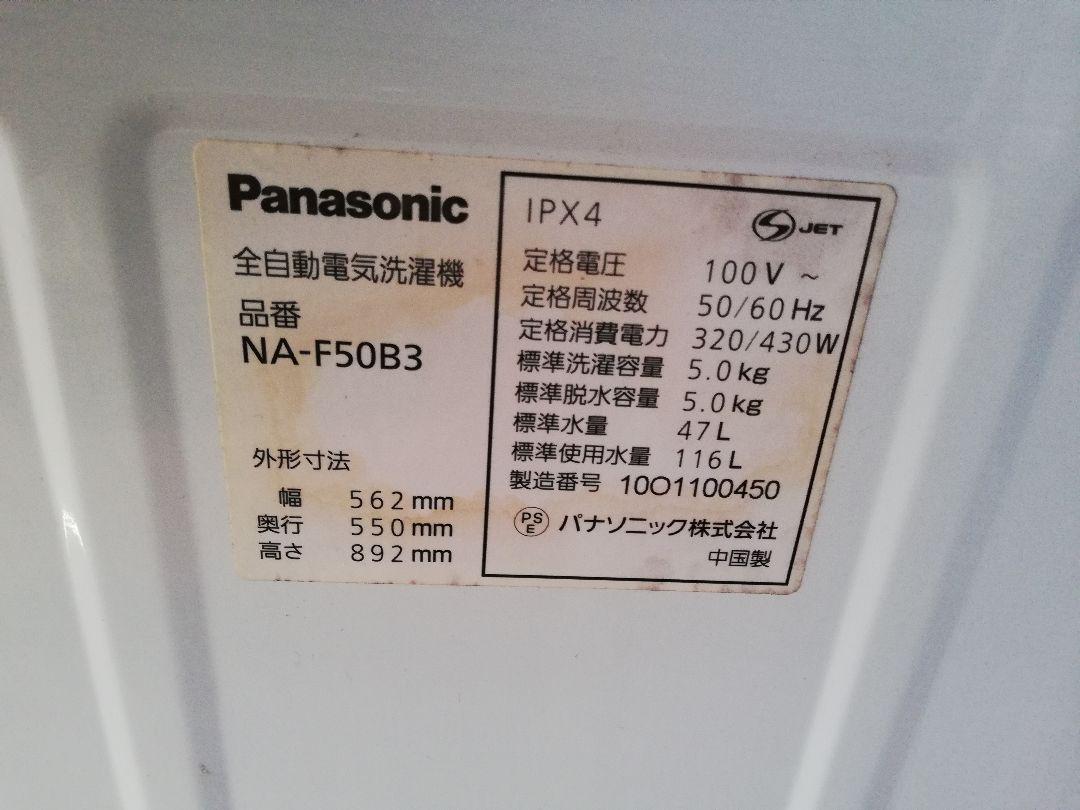 Panasonic
全自動電気洗濯機
品番
NA-F50B3
外形寸法
幅 562mm
奥行 550mm
高さ 892mm
IPX4
S JET
定格電圧 100V ~
定格周波数 50/60Hz
定格消費電力 320/430W
標準洗濯容量 5.0kg
標準脱水容量 5.0kg
標準水量 47L
標準使用水量 116L
製造番号 10O1100450
PS
E パナソニック株式会社
中国製